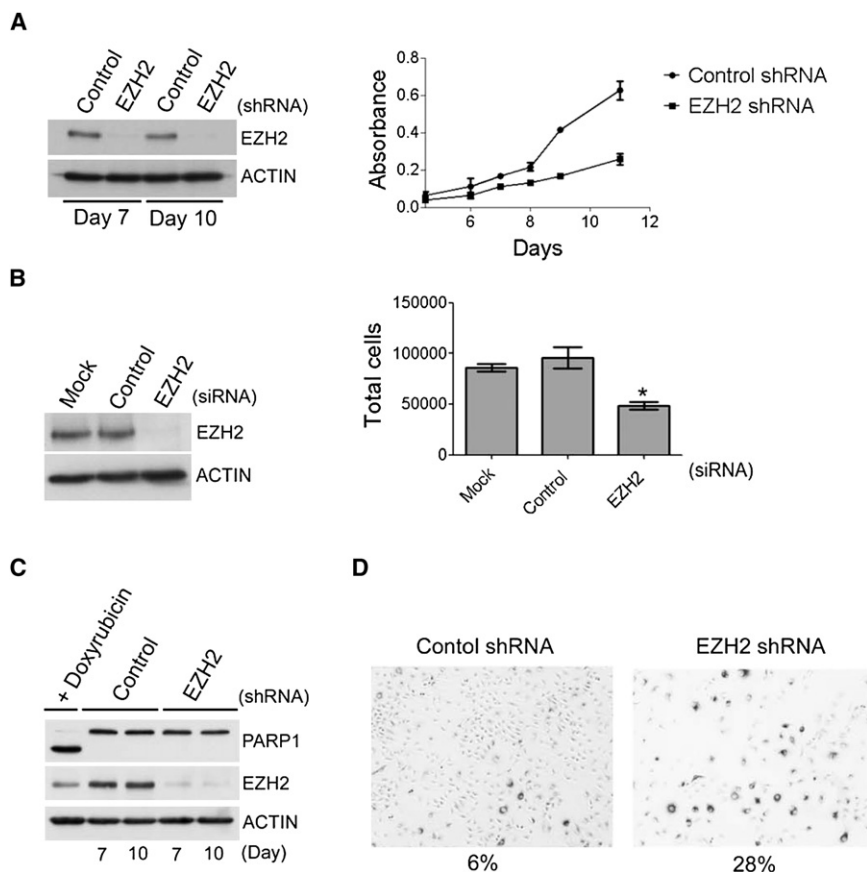 A
Control
EZH2
Control
EZH2
(shRNA)
EZH2
ACTIN
Day 7
Day 10
Absorbance
0.8
0.6
0.4
0.2
0.0
6
8
10
12
Days
Control shRNA
EZH2 shRNA
B
Mock
Control
EZH2
(siRNA)
EZH2
ACTIN
Total cells
150000
100000
50000
0
*
Mock
Control
EZH2
(siRNA)
C
+ Doxyrubicin
Control
EZH2
(shRNA)
PARP1
EZH2
ACTIN
7 10 7 10 (Day)
D
Contol shRNA
EZH2 shRNA
6%
28%